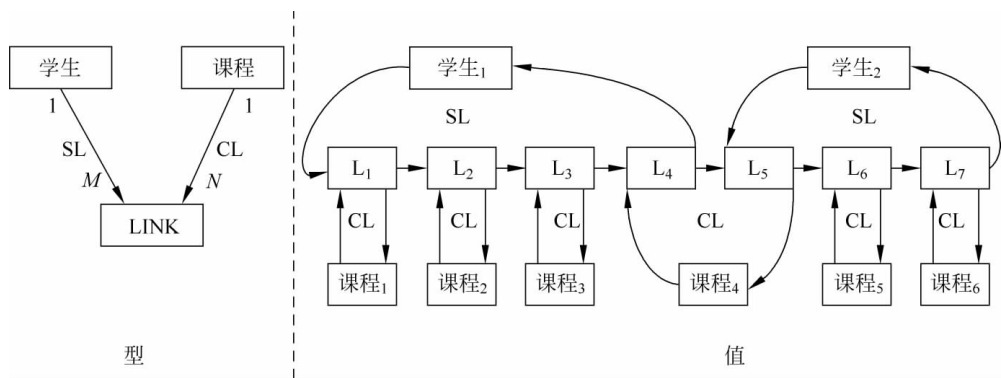 学生 课程 学生₁ 学生₂
1 1
SL CL SL SL
M N
L₁ L₂ L₃ L₄ L₅ L₆ L₇
LINK
CL CL CL CL CL CL
课程₁ 课程₂ 课程₃ 课程₄ 课程₅ 课程₆
型 值